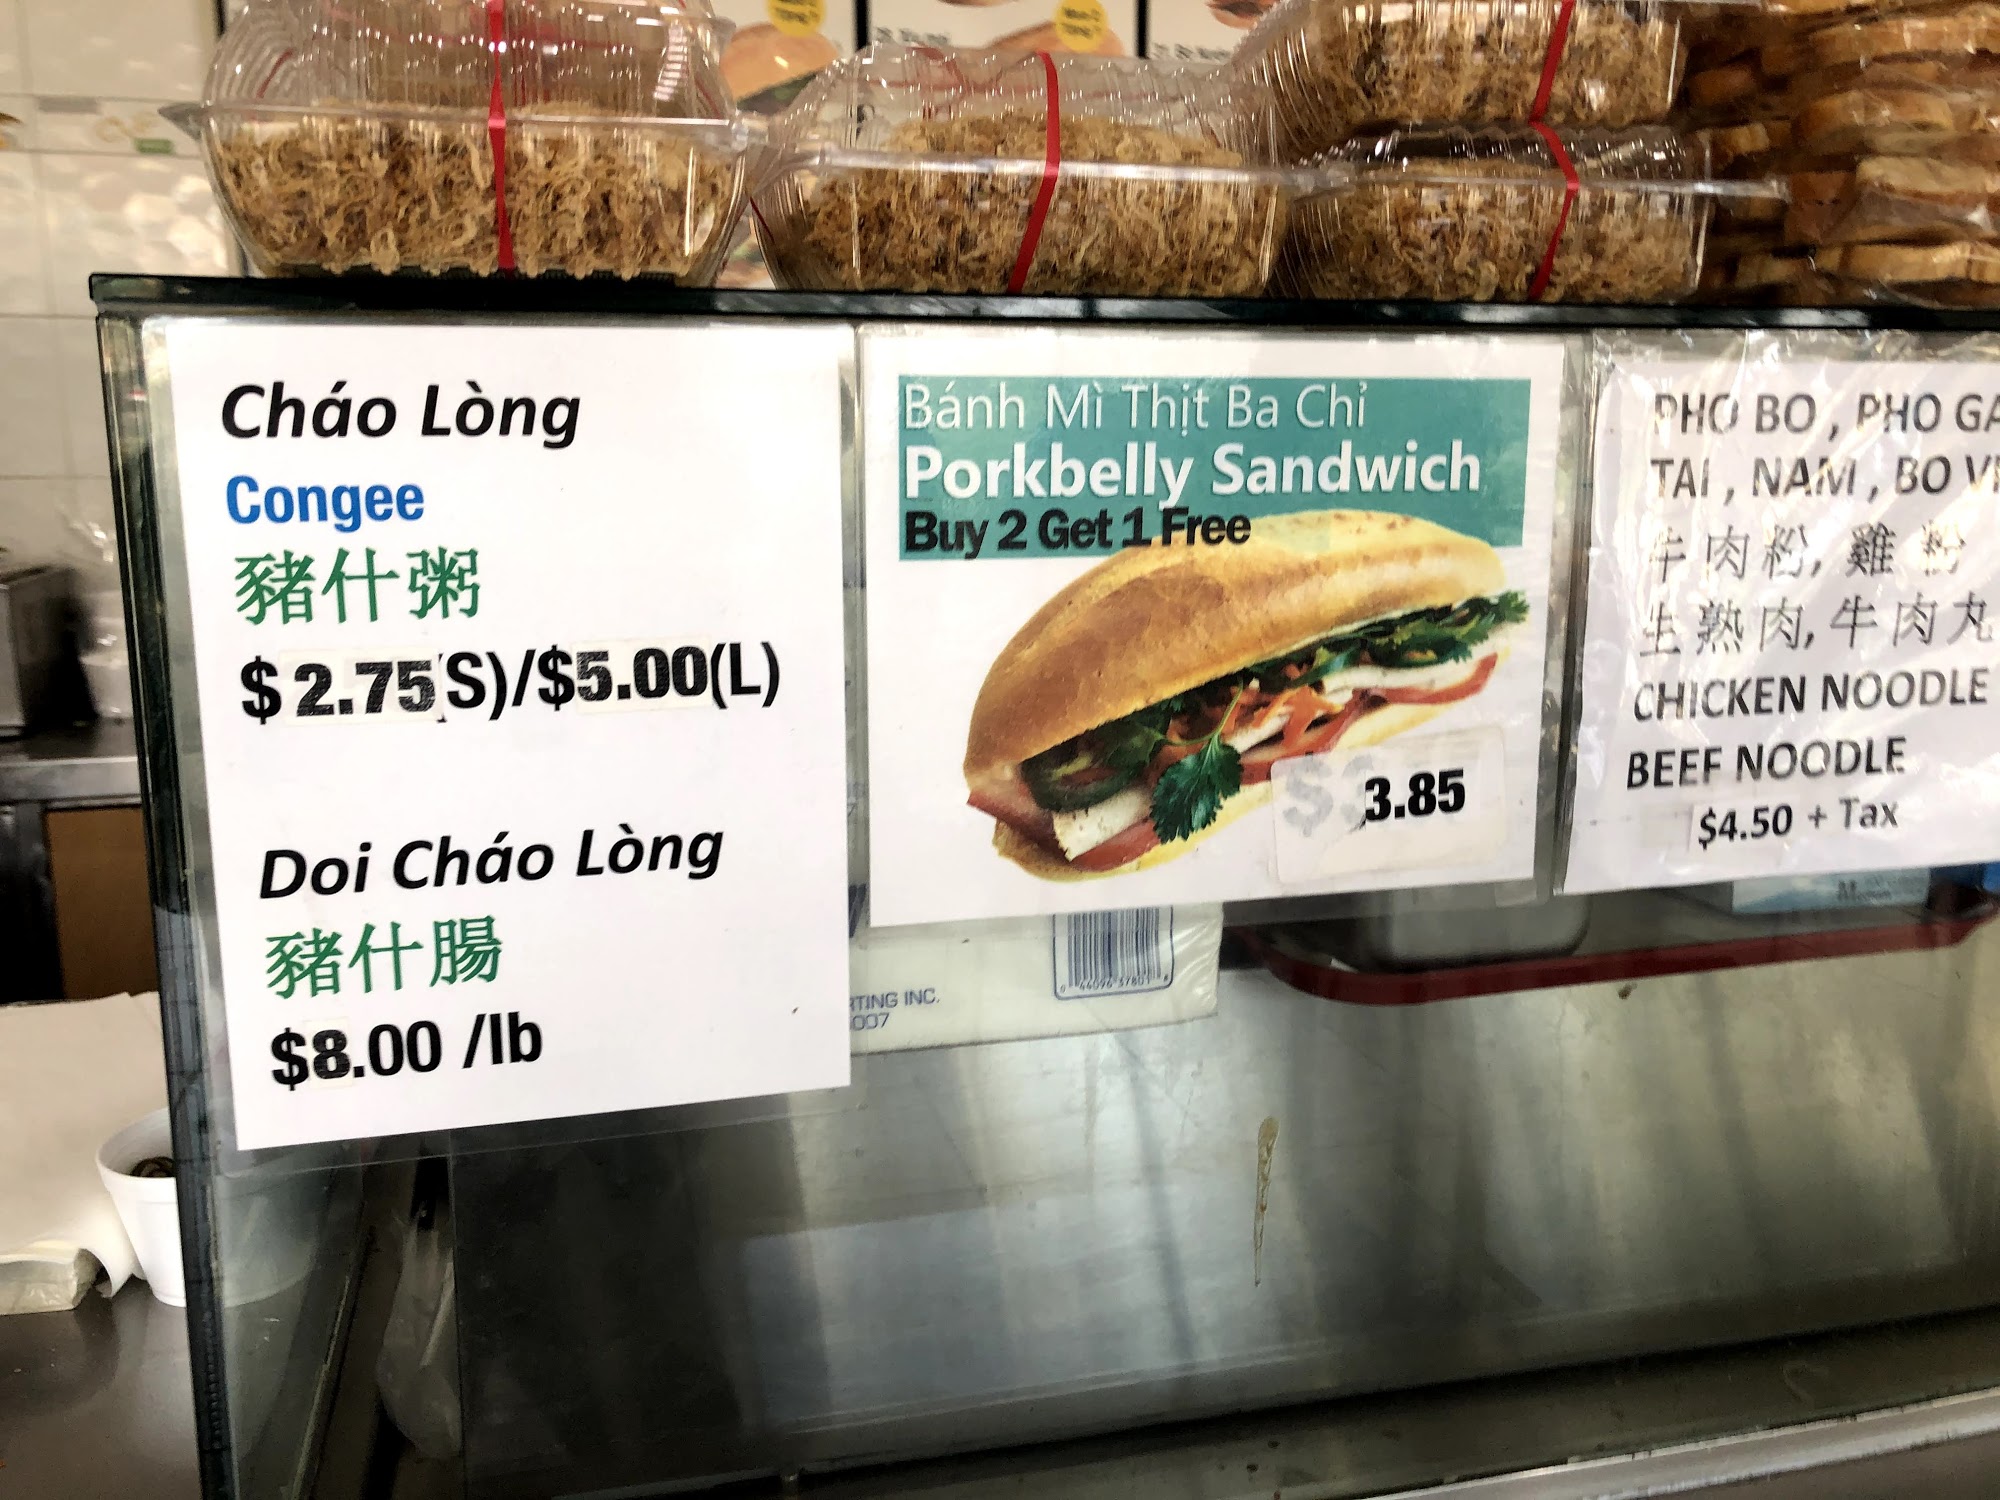 Cháo Lòng
Congee
豬什粥
$2.75(S)/$5.00(L)
Doi Cháo Lòng
豬什腸
$8.00 /lb
Bánh Mì Thịt Ba Chỉ
Porkbelly Sandwich
Buy 2 Get 1 Free
3.85
PHO BO , PHO GA
TAI , NAM , BO
牛肉粉, 雞粉
生熟肉, 牛肉丸
CHICKEN NOODLE
BEEF NOODLE
$4.50 + Tax
INC.